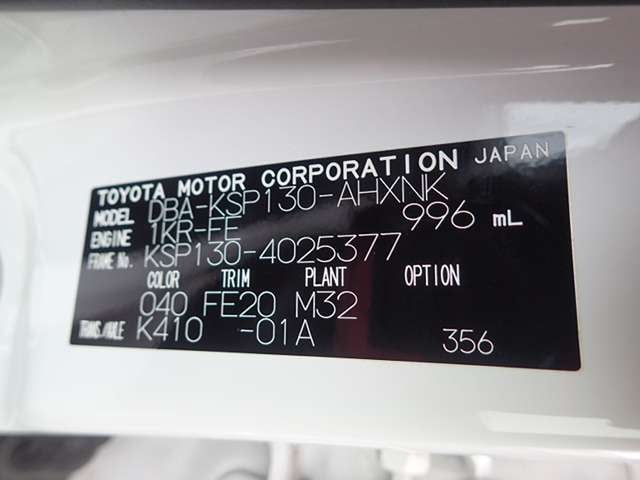 TOYOTA MOTOR CORPORATION JAPAN
MODEL DBA-KSP130-AHXNK
ENGINE 1KR-FE 996 mL
FRAME No. KSP130-4025377
COLOR TRIM PLANT OPTION
040 FE20 M32
TRANS./AXLE K410 -01A 356